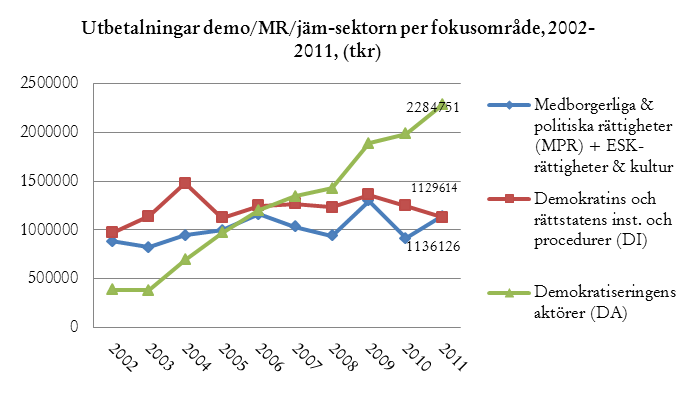 Utbetalningar demo/MR/jäm-sektorn per fokusområde, 2002-
2011, (tkr)
2500000
2000000
1500000
1000000
500000
0
2002
2003
2004
2005
2006
2007
2008
2009
2010
2011
2284751
1129614
1136126
Medborgerliga &
politiska rättigheter
(MPR) + ESK-
rättigheter & kultur
Demokratins och
rättstatens inst. och
procedurer (DI)
Demokratiseringens
aktörer (DA)